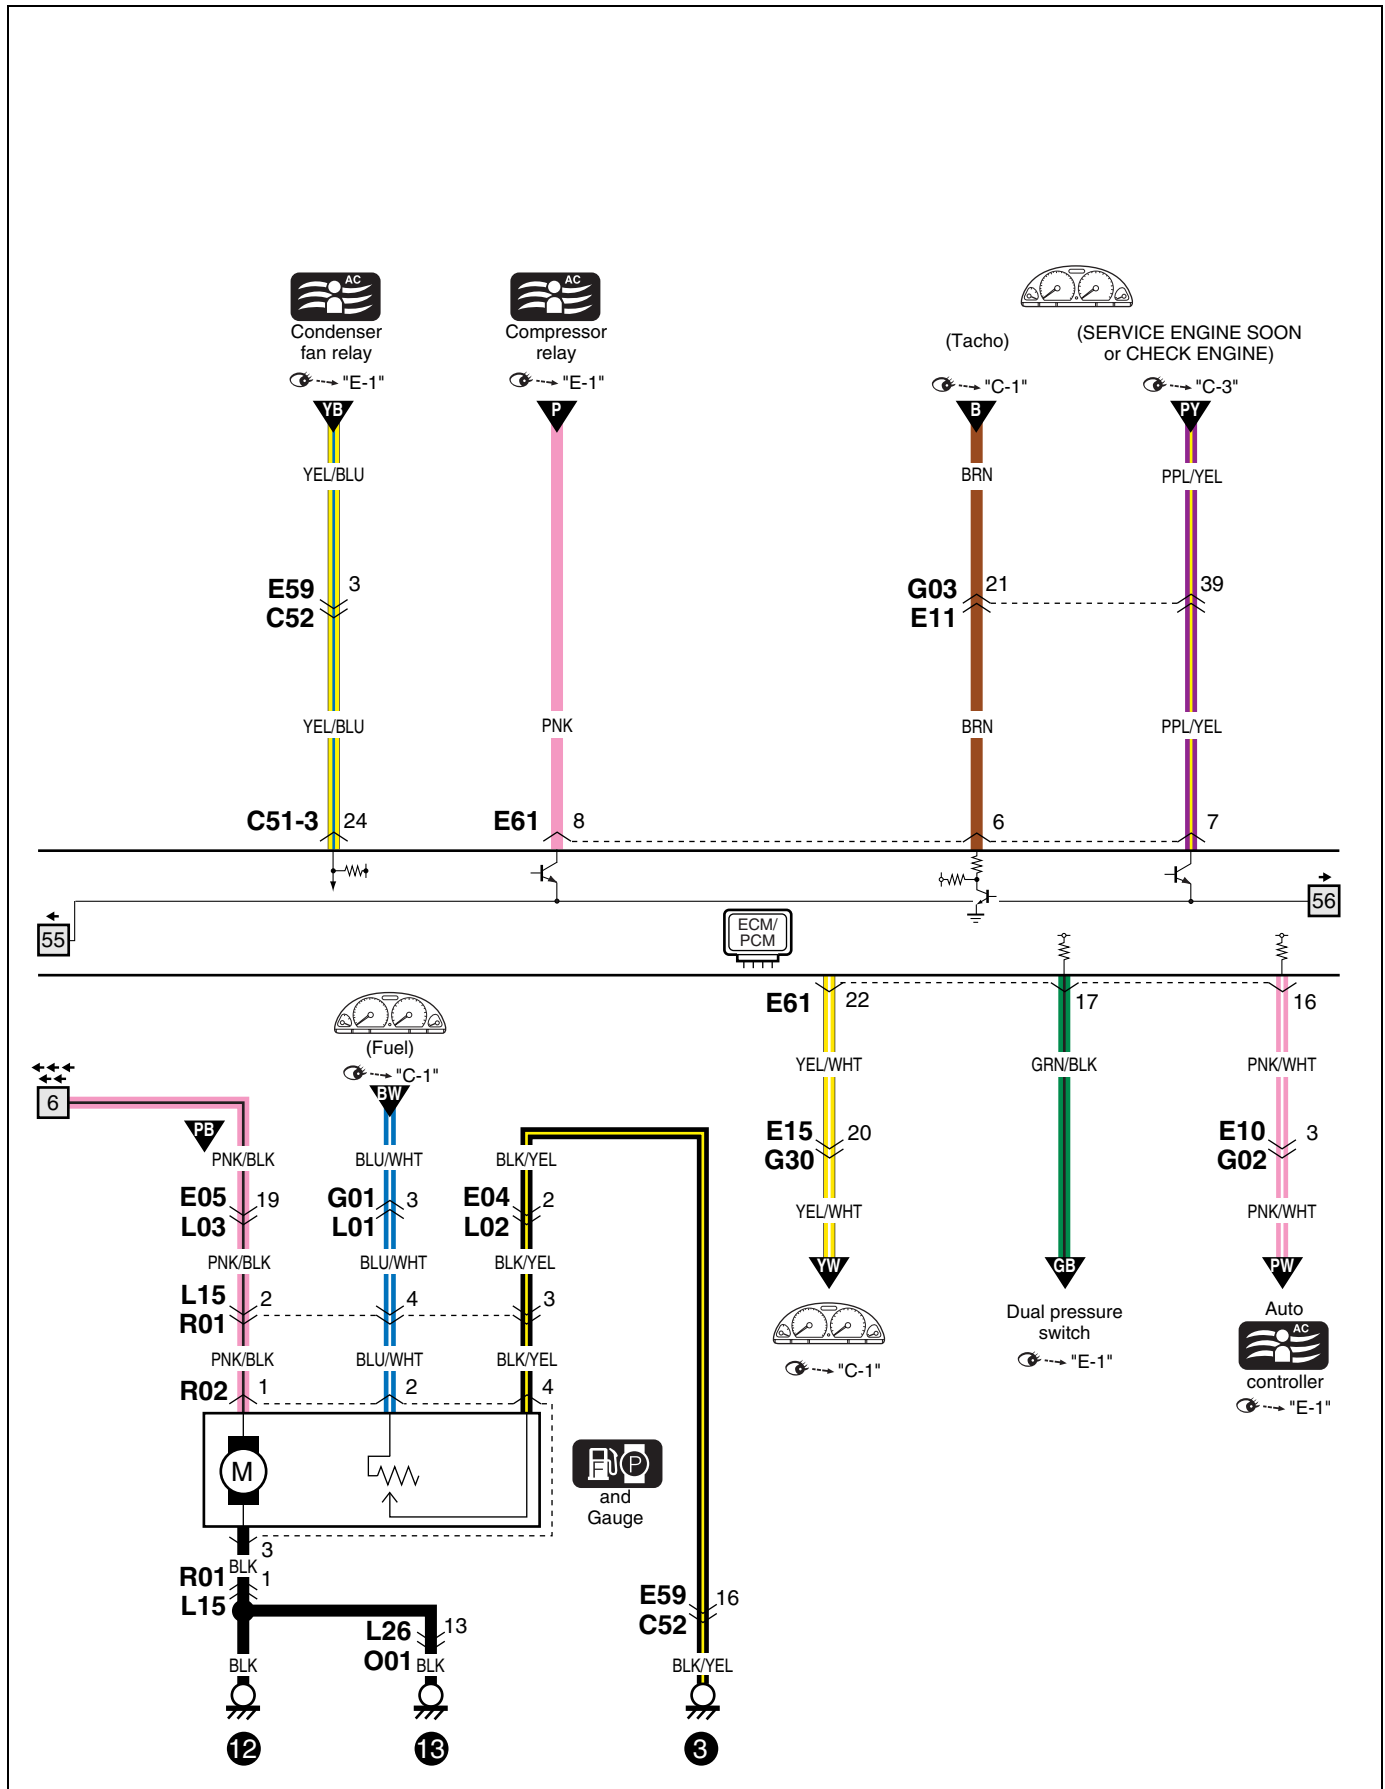 AC
AC
Condenser
fan relay
Compressor
relay
(Tacho)
(SERVICE ENGINE SOON
or CHECK ENGINE)
"E-1"
"E-1"
"C-1"
"C-3"
YB
P
B
PY
YEL/BLU
BRN
PPL/YEL
E59 3
C52
G03 21
E11
39
YEL/BLU
PNK
BRN
PPL/YEL
C51-3 24
E61 8
6
7
55
56
ECM/
PCM
E61 22
17
16
(Fuel)
"C-1"
6
YEL/WHT
GRN/BLK
PNK/WHT
BW
PB
E15 20
G30
E10 3
G02
PNK/BLK
BLU/WHT
BLK/YEL
E05 19
L03
G01 3
L01
E04 2
L02
YEL/WHT
PNK/WHT
PNK/BLK
BLU/WHT
BLK/YEL
YW
GB
PW
L15 2
R01
4
3
Dual pressure
switch
Auto
AC
controller
PNK/BLK
BLU/WHT
BLK/YEL
"C-1"
"E-1"
"E-1"
R02 1
2
4
M
F P
and
Gauge
3
BLK
R01 1
L15
L26 13
O01
E59 16
C52
BLK
BLK
BLK/YEL
12
13
3